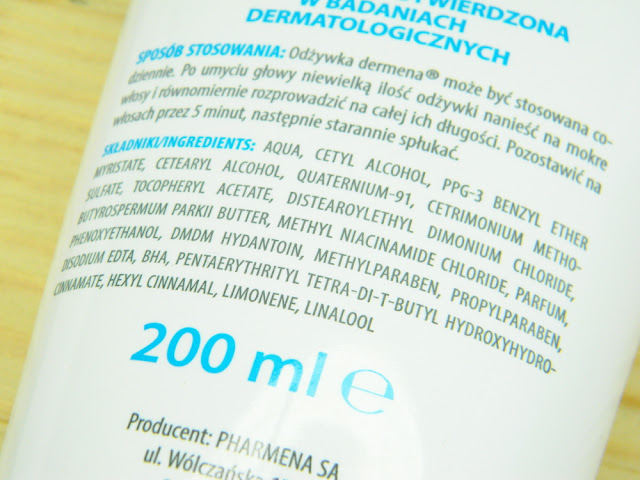 TWIERDZONA
W BADANIACH
DERMATOLOGICZNYCH
SPOSÓB STOSOWANIA: Odżywka dermena® może być stosowana co-
dziennie. Po umyciu głowy niewielką ilość odżywki nanieść na mokre
włosy i równomiernie rozprowadzić na całej ich długości. Pozostawić na
włosach przez 5 minut, następnie starannie spłukać.
SKŁADNIKI/INGREDIENTS: AQUA, CETYL ALCOHOL, PPG-3 BENZYL ETHER
MYRISTATE, CETEARYL ALCOHOL, QUATERNIUM-91, CETRIMONIUM METHO-
SULFATE, TOCOPHERYL ACETATE, DISTEAROYLETHYL DIMONIUM CHLORIDE,
BUTYROSPERMUM PARKII BUTTER, METHYL NIACINAMIDE CHLORIDE, PARFUM,
PHENOXYETHANOL, DMDM HYDANTOIN, METHYLPARABEN, PROPYLPARABEN,
DISODIUM EDTA, BHA, PENTAERYTHRITYL TETRA-DI-T-BUTYL HYDROXYHYDRO-
CINNAMATE, HEXYL CINNAMAL, LIMONENE, LINALOOL
200 ml ℮
Producent: PHARMENA SA
ul. Wólczańska